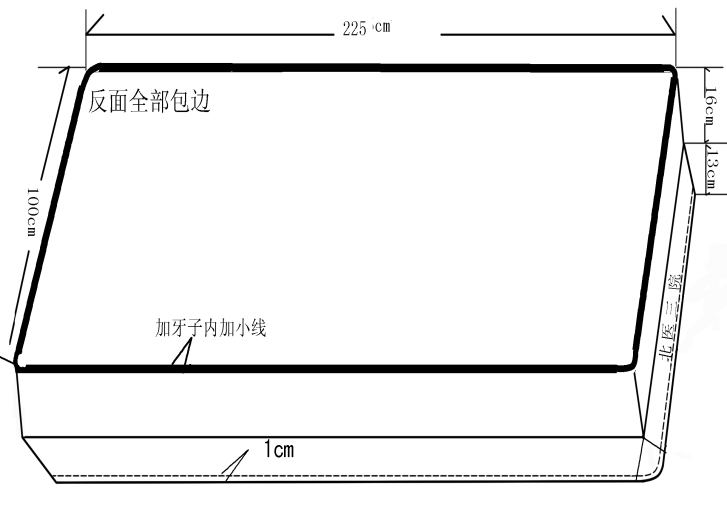 225 cm
反面全部包边
16cm
13cm
100cm
加牙子内加小线
北医三院
1cm